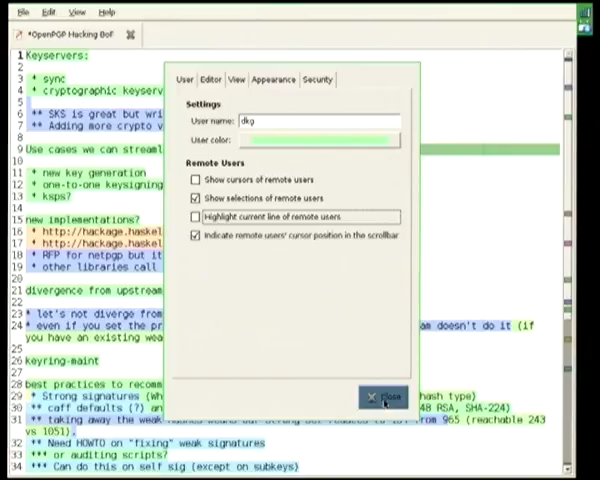 File Edit View Help
*OpenPGP Hacking BoF
1 Keyservers:
2
3 * sync
4 * cryptographic keyserv
5
6 ** SKS is great but wri
7 ** Adding more crypto v
8
9 Use cases we can streaml
10
11 * new key generation
12 * one-to-one keysigning
13 * ksps?
14
15 new implementations?
16 * http://hackage.haskel
17 * http://hackage.haskel
18 * RFP for netpgp but it
19 * other libraries call
20
21 divergence from upstream
22
23 * let's not diverge from
24 * even if you set the pr am doesn't do it (if
you have an existing wea
25
26 keyring-maint
27
28 best practices to recomm
29 * Strong signatures (Wh hash type)
30 ** caff defaults (?) an 48 RSA, SHA-224)
31 ** taking away the weak from 965 (reachable 243
vs 1051).
32 ** Need HOWTO on "fixing" weak signatures
33 *** or auditing scripts?
34 *** Can do this on self sig (except on subkeys)
User Editor View Appearance Security
Settings
User name: dkg
User color:
Remote Users
Show cursors of remote users
Show selections of remote users
Highlight current line of remote users
Indicate remote users' cursor position in the scrollbar
Close